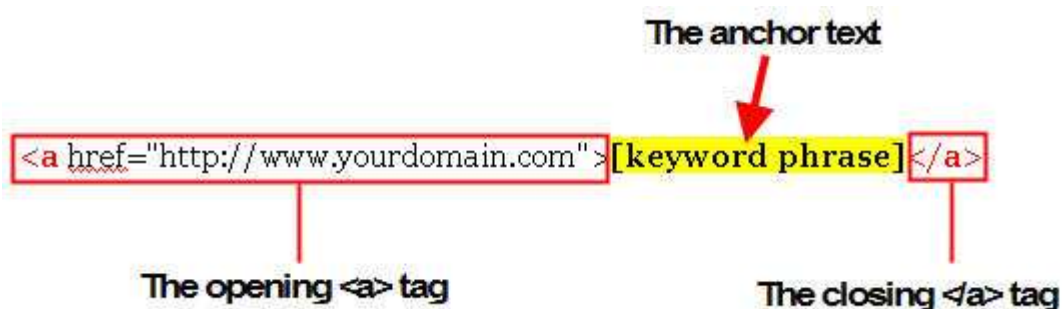 The anchor text
<a href="http://www.yourdomain.com">[keyword phrase]</a>
The opening <a> tag
The closing </a> tag